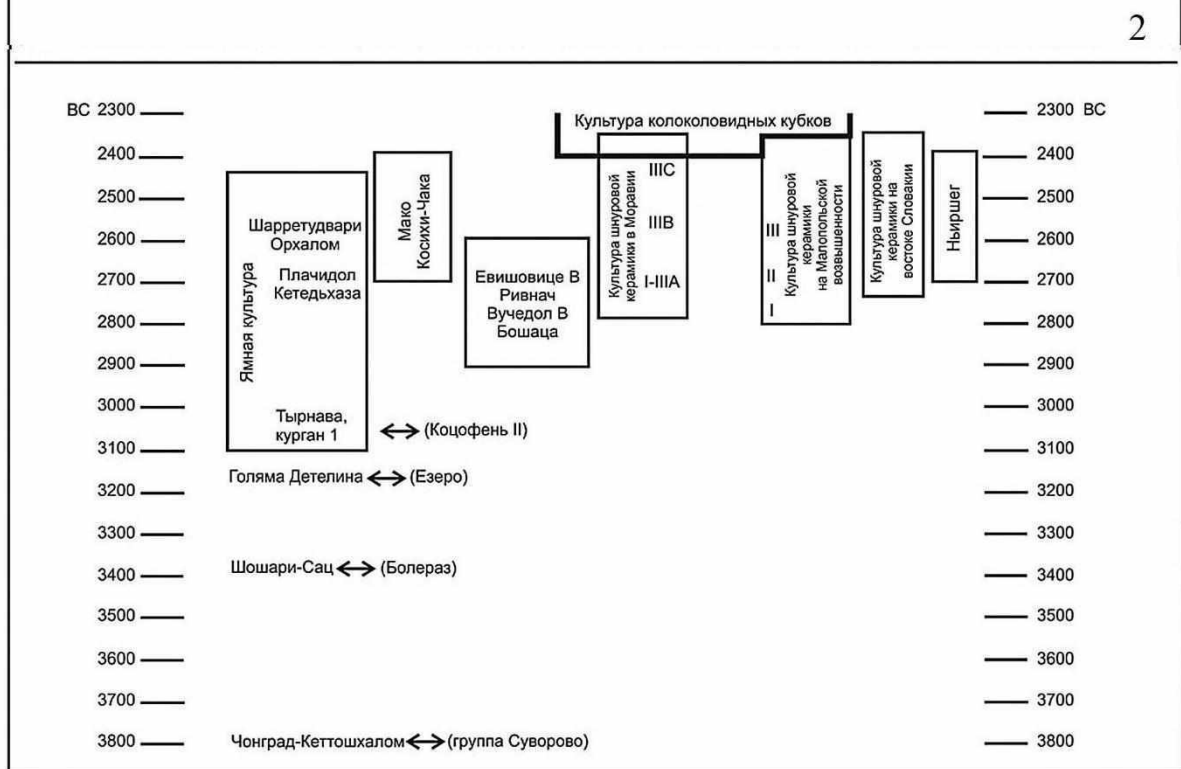 2
BC 2300
2400
2500
2600
2700
2800
2900
3000
3100
3200
3300
3400
3500
3600
3700
3800
Ямная культура
Шарретудвари
Орхалом
Плачидол
Кетедьхаза
Тырнава,
курган 1
(Коцофень II)
Голяма Детелина
(Езеро)
Шошари-Сац
(Болераз)
Чонград-Кеттошхалом
(группа Суворово)
Мако
Косихи-Чака
Евишовице B
Ривнач
Вучедол B
Бошаца
Культура колоколовидных кубков
Культура шнуровой
керамики в Моравии
IIIC
IIIB
I-IIIA
III
II
I
Культура шнуровой
керамики
на Малопольской
возвышенности
Культура шнуровой
керамики на
востоке Словакии
Ньиршег
2300 BC
2400
2500
2600
2700
2800
2900
3000
3100
3200
3300
3400
3500
3600
3700
3800